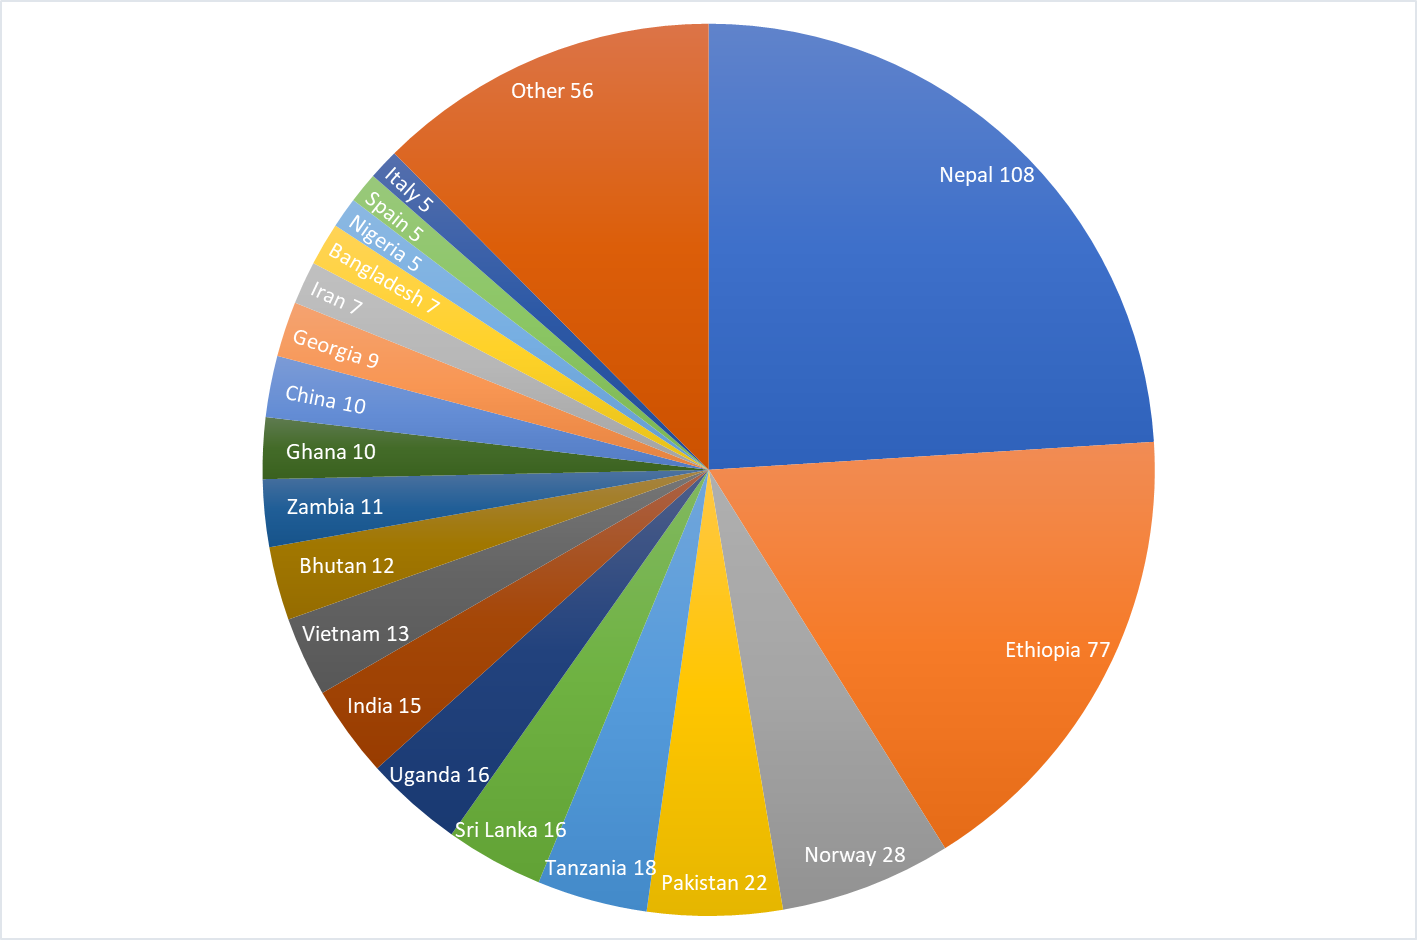 Nepal 108
Ethiopia 77
Norway 28
Pakistan 22
Tanzania 18
Sri Lanka 16
Uganda 16
India 15
Vietnam 13
Bhutan 12
Zambia 11
Ghana 10
China 10
Georgia 9
Iran 7
Bangladesh 7
Nigeria 5
Spain 5
Italy 5
Other 56